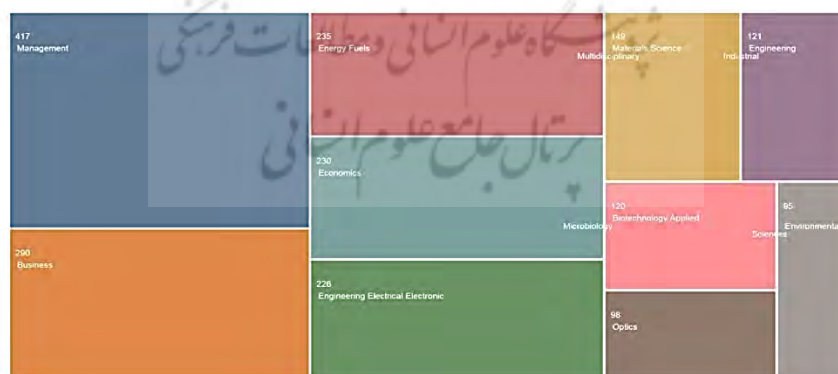 پژوهشگاه علوم انسانی و مطالعات فرهنگی
پرتال جامع علوم انسانی
417
Management
290
Business
235
Energy Fuels
230
Economics
226
Engineering Electrical Electronic
149
Materials Science
Multidisciplinary
121
Engineering
Industrial
120
Biotechnology Applied
Microbiology
98
Optics
95
Environmental
Sciences